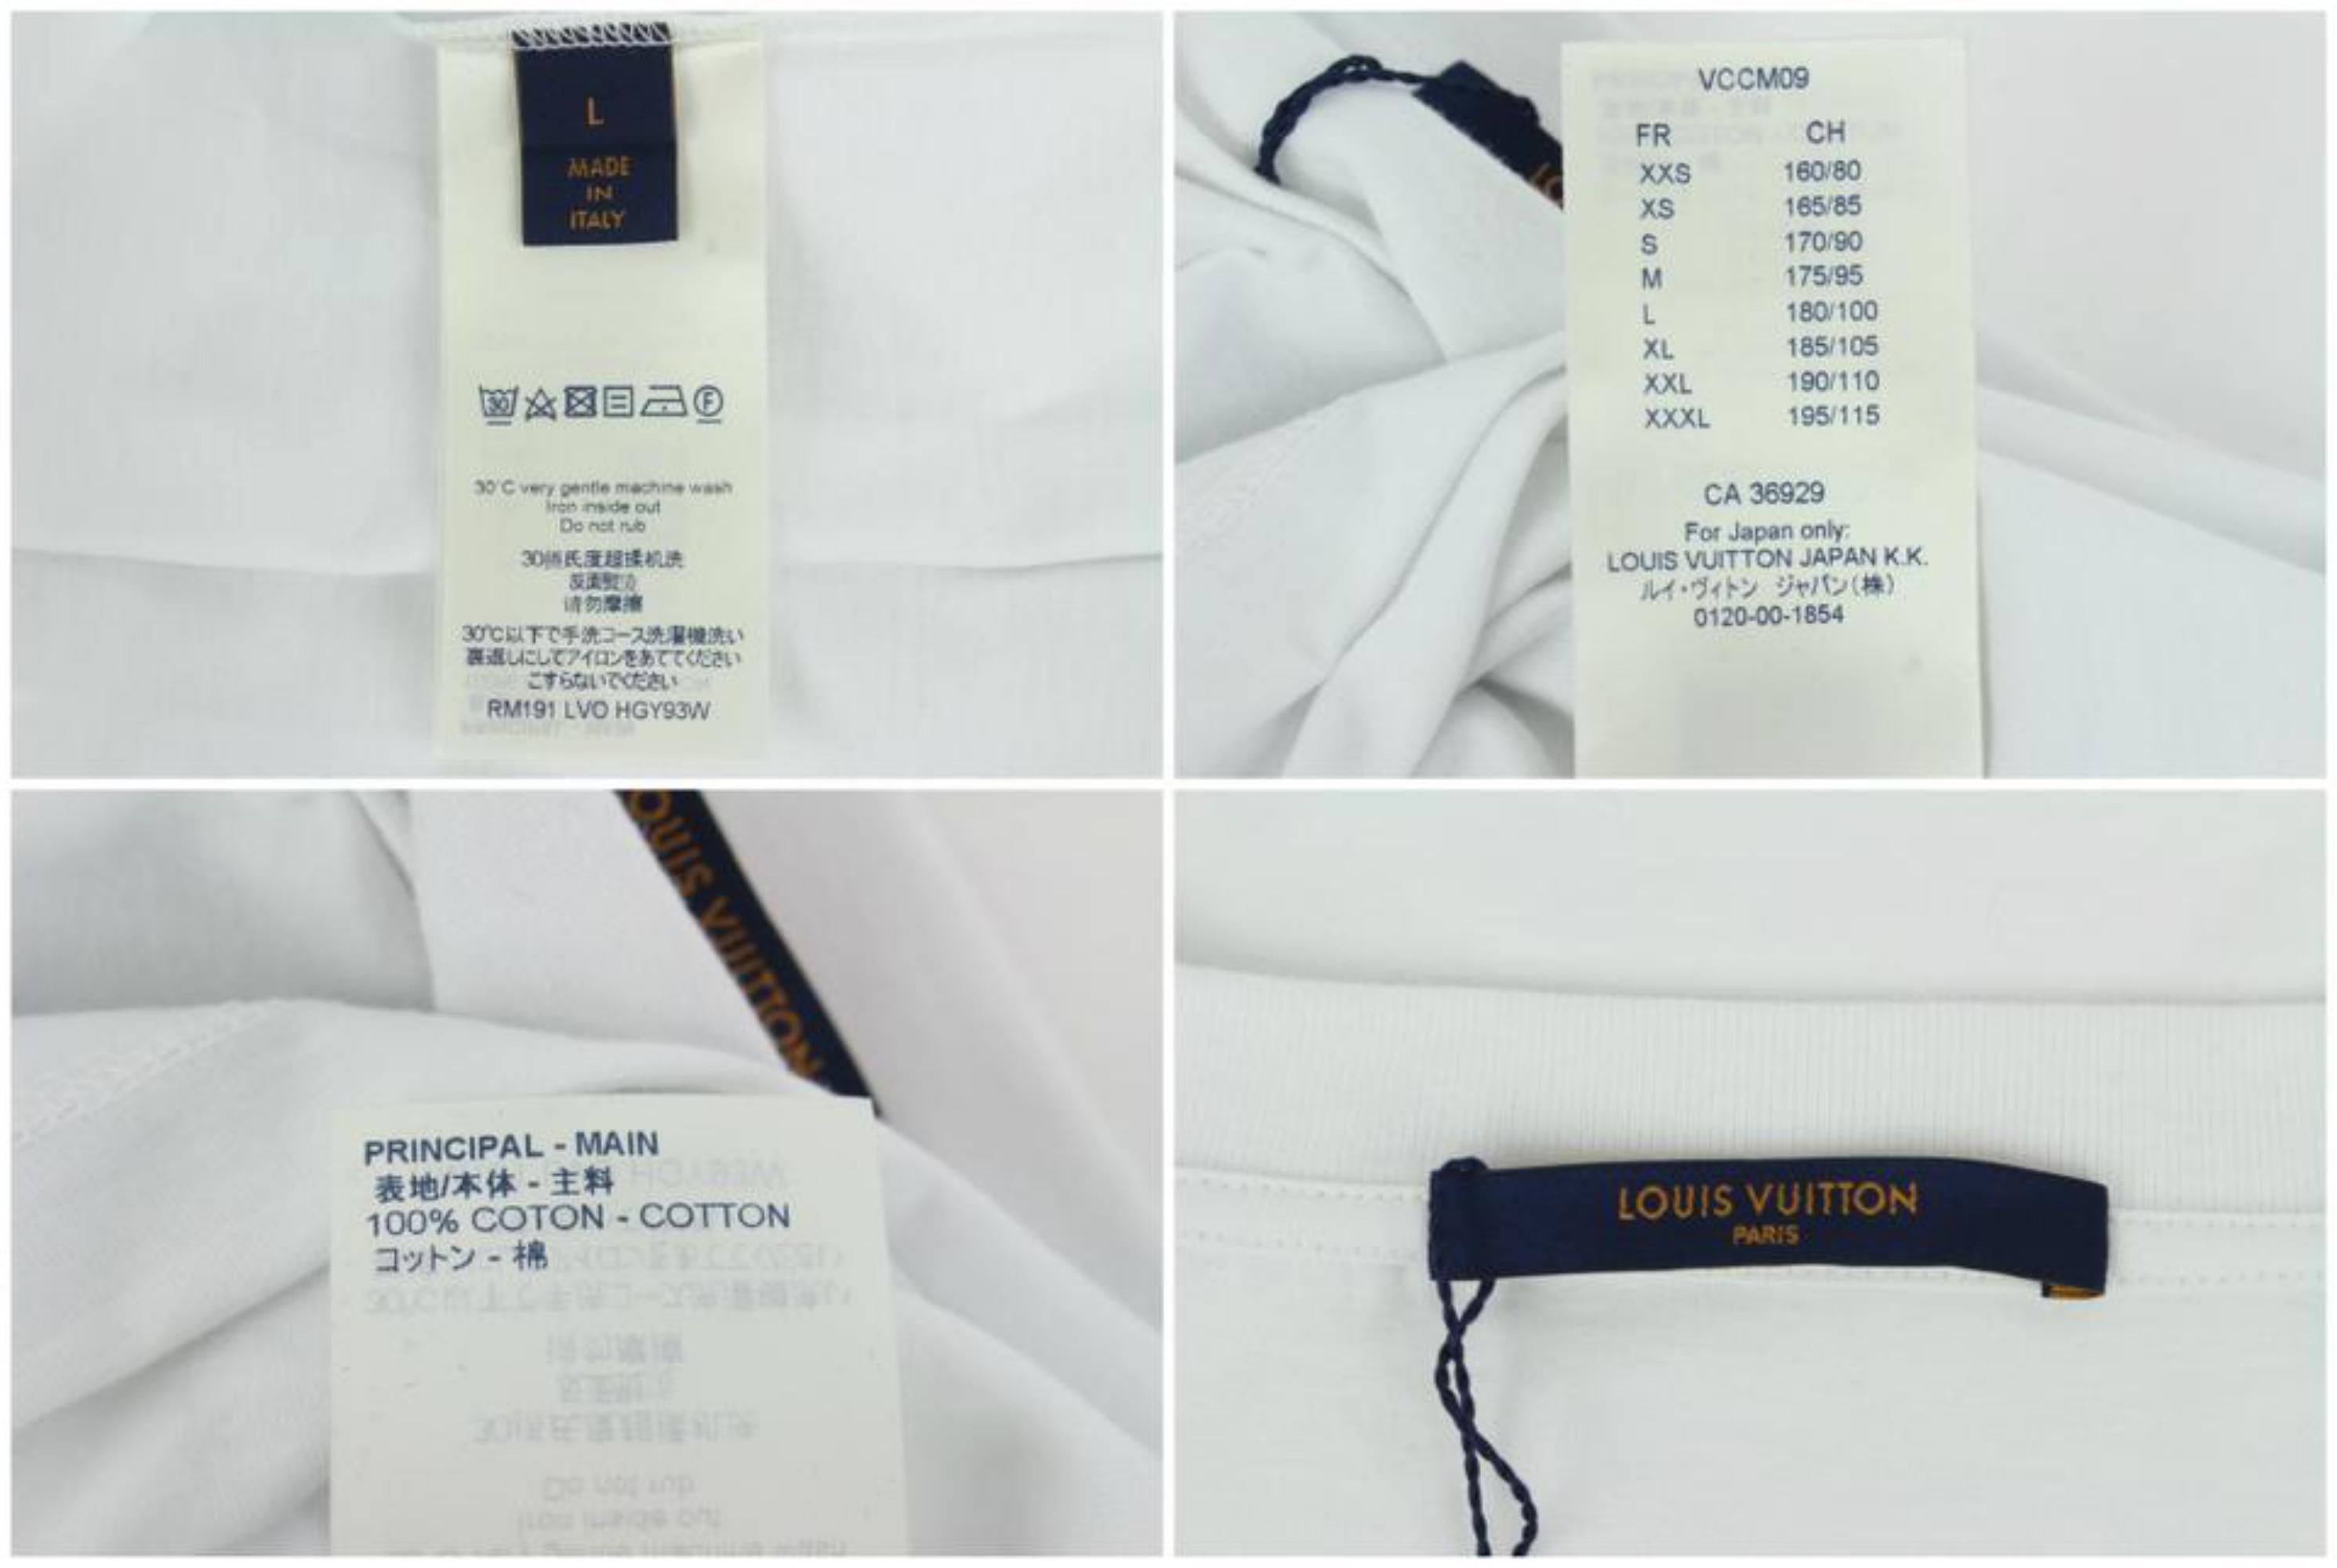 L
MADE
IN
ITALY
30
F
30°C very gentle machine wash
Iron inside out
Do not rub
30摄氏度超揉机洗
反面熨烫
请勿摩擦
30℃以下で手洗コース洗濯機洗い
裏返しにしてアイロンをあててください
こすらないでください
RM191 LVO HGY93W
VCCM09
FR CH
XXS 160/80
XS 165/85
S 170/90
M 175/95
L 180/100
XL 185/105
XXL 190/110
XXXL 195/115
CA 36929
For Japan only:
LOUIS VUITTON JAPAN K.K.
ルイ・ヴィトン ジャパン(株)
0120-00-1854
LOUIS VUITTON
PRINCIPAL - MAIN
表地/本体 - 主料
100% COTON - COTTON
コットン - 棉
LOUIS VUITTON
PARIS